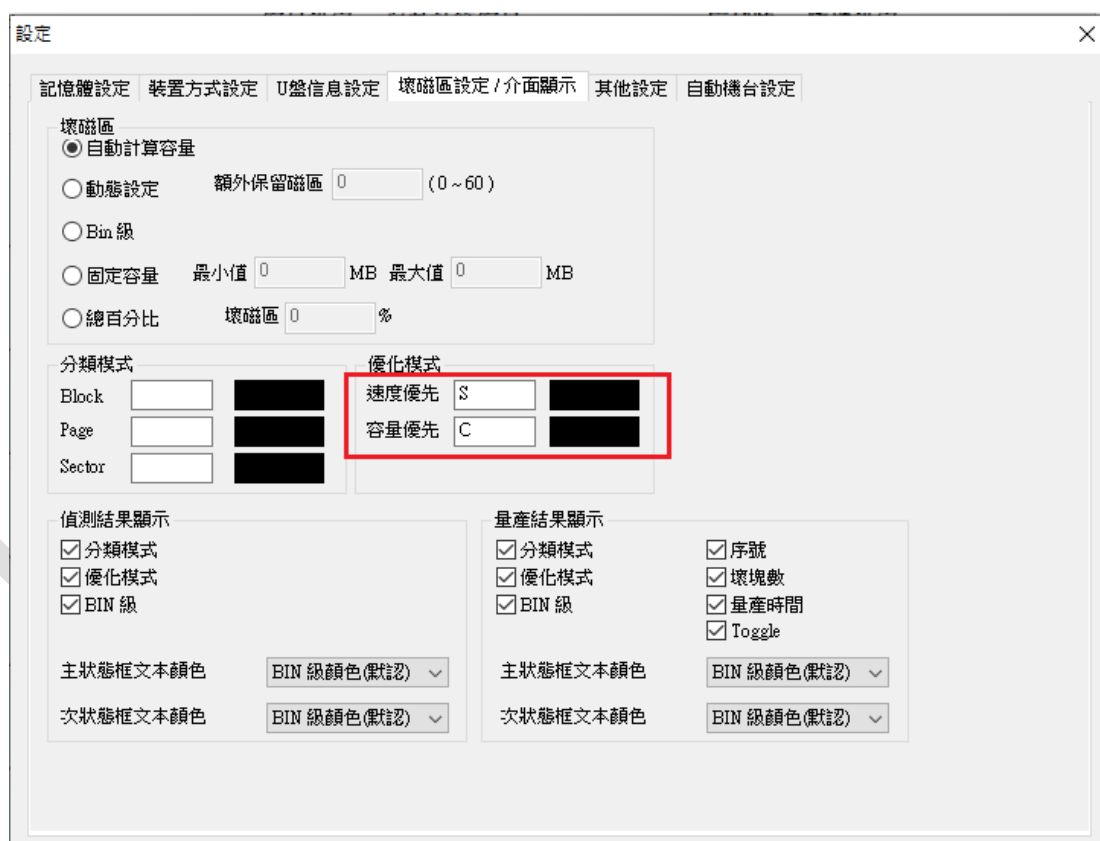 設定
記憶體設定 裝置方式設定 U盤信息設定 壞磁區設定 / 介面顯示 其他設定 自動機台設定
壞磁區
自動計算容量
動態設定 額外保留磁區 0 (0~60)
Bin 級
固定容量 最小值 0 MB 最大值 0 MB
總百分比 壞磁區 0 %
分類模式
Block
Page
Sector
優化模式
速度優先 S
容量優先 C
偵測結果顯示
分類模式
優化模式
BIN 級
主狀態框文本顏色 BIN 級顏色(默認)
次狀態框文本顏色 BIN 級顏色(默認)
量產結果顯示
分類模式 序號
優化模式 壞塊數
BIN 級 量產時間
Toggle
主狀態框文本顏色 BIN 級顏色(默認)
次狀態框文本顏色 BIN 級顏色(默認)